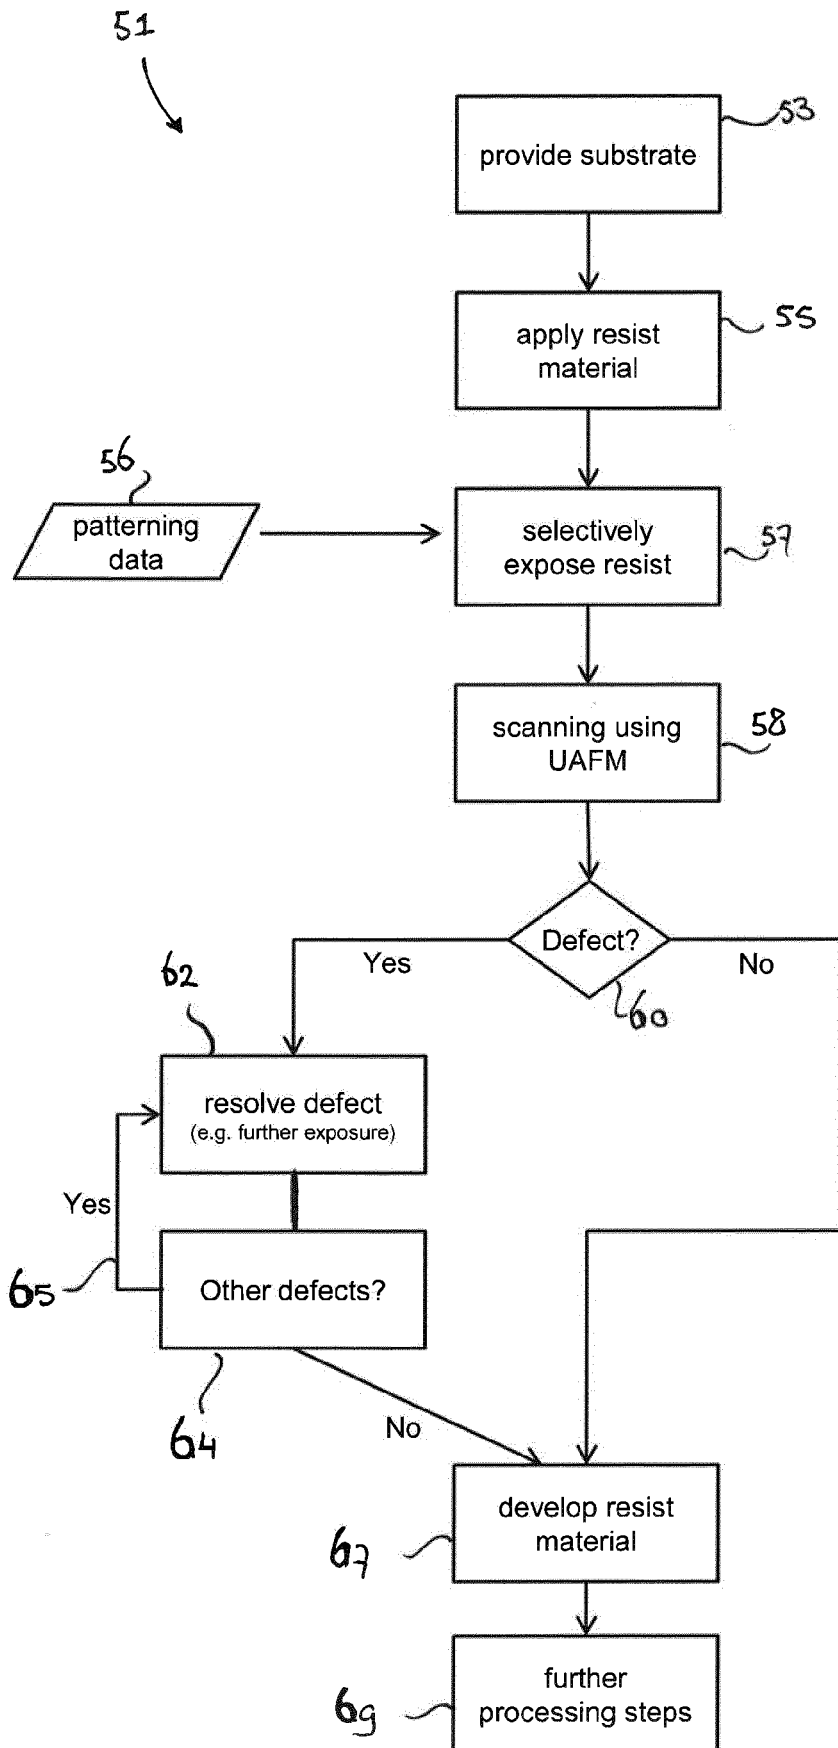 51
provide substrate
53
apply resist
material
55
56
patterning
data
selectively
expose resist
57
scanning using
UAFM
58
Defect?
60
Yes
No
62
resolve defect
(e.g. further exposure)
Yes
65
Other defects?
64
No
develop resist
material
67
further
processing steps
69